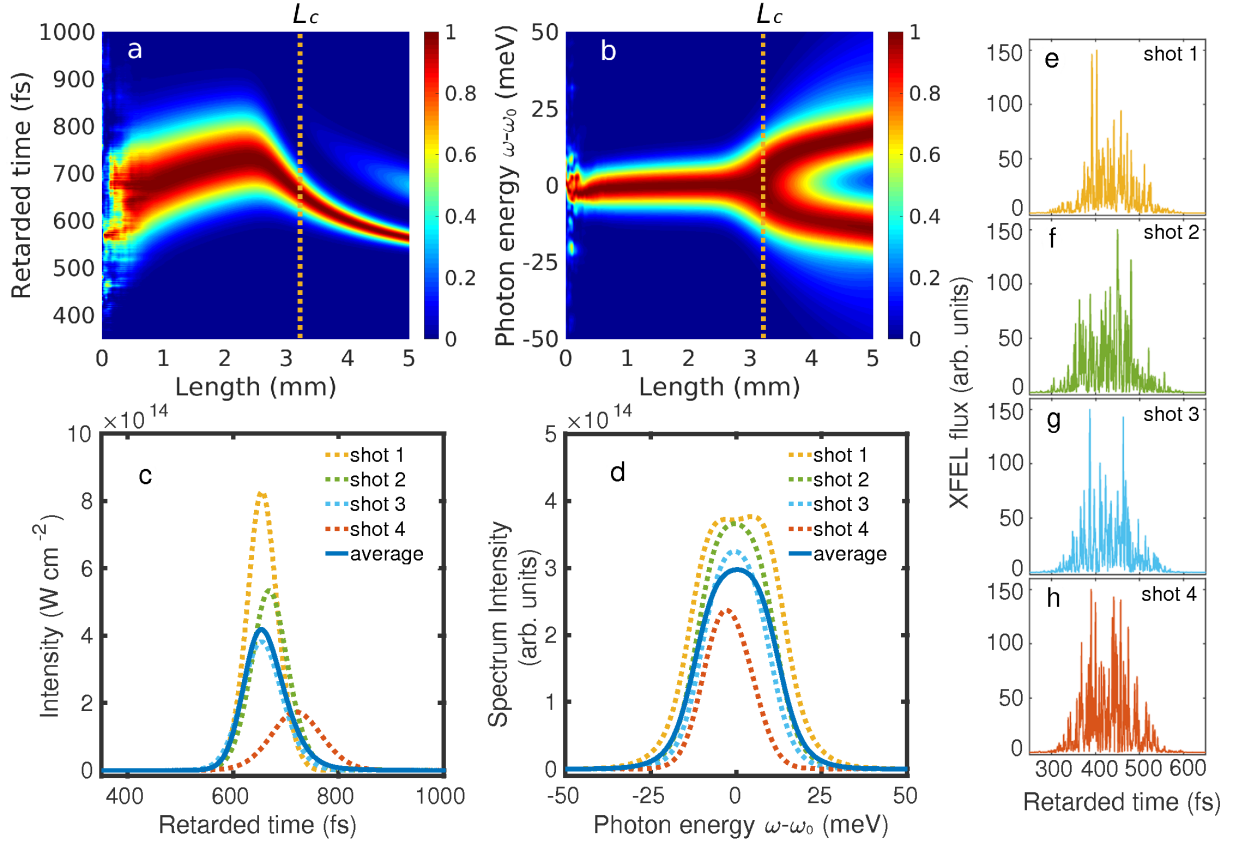 Lc
a
Retarded time (fs)
1000
900
800
700
600
500
400
0
1
2
3
4
5
Length (mm)
1
0.8
0.6
0.4
0.2
0
Lc
b
Photon energy ω-ω₀ (meV)
50
25
0
-25
-50
0
1
2
3
4
5
Length (mm)
1
0.8
0.6
0.4
0.2
0
×10¹⁴
c
Intensity (W cm⁻²)
10
8
6
4
2
0
400
600
800
1000
Retarded time (fs)
shot 1
shot 2
shot 3
shot 4
average
×10¹⁴
d
Spectrum Intensity
(arb. units)
5
4
3
2
1
0
-50
-25
0
25
50
Photon energy ω-ω₀ (meV)
shot 1
shot 2
shot 3
shot 4
average
XFEL flux (arb. units)
e
shot 1
150
100
50
0
f
shot 2
150
100
50
0
g
shot 3
150
100
50
0
h
shot 4
150
100
50
0
300 400 500 600
Retarded time (fs)